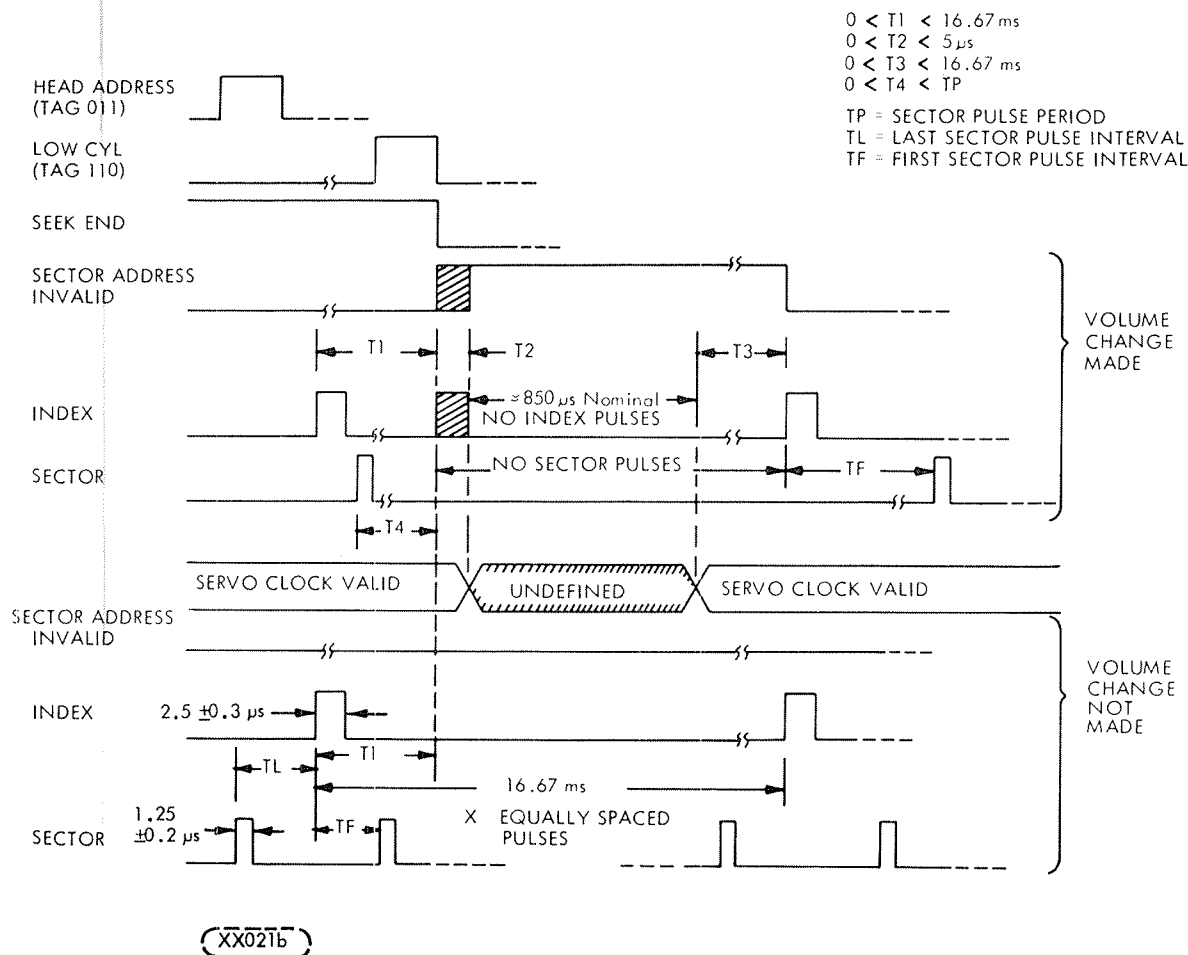 0 < T1 < 16.67 ms
0 < T2 < 5 μs
0 < T3 < 16.67 ms
0 < T4 < TP
TP = SECTOR PULSE PERIOD
TL = LAST SECTOR PULSE INTERVAL
TF = FIRST SECTOR PULSE INTERVAL
HEAD ADDRESS
(TAG 011)
LOW CYL
(TAG 110)
SEEK END
SECTOR ADDRESS
INVALID
T1
T2
T3
VOLUME
CHANGE
MADE
INDEX
≈850 μs Nominal
NO INDEX PULSES
SECTOR
NO SECTOR PULSES
TF
T4
SERVO CLOCK VALID
UNDEFINED
SERVO CLOCK VALID
SECTOR ADDRESS
INVALID
VOLUME
CHANGE
NOT
MADE
INDEX
2.5 ±0.3 μs
TL
T1
16.67 ms
SECTOR
1.25
±0.2 μs
TF
X EQUALLY SPACED
PULSES
XX021b